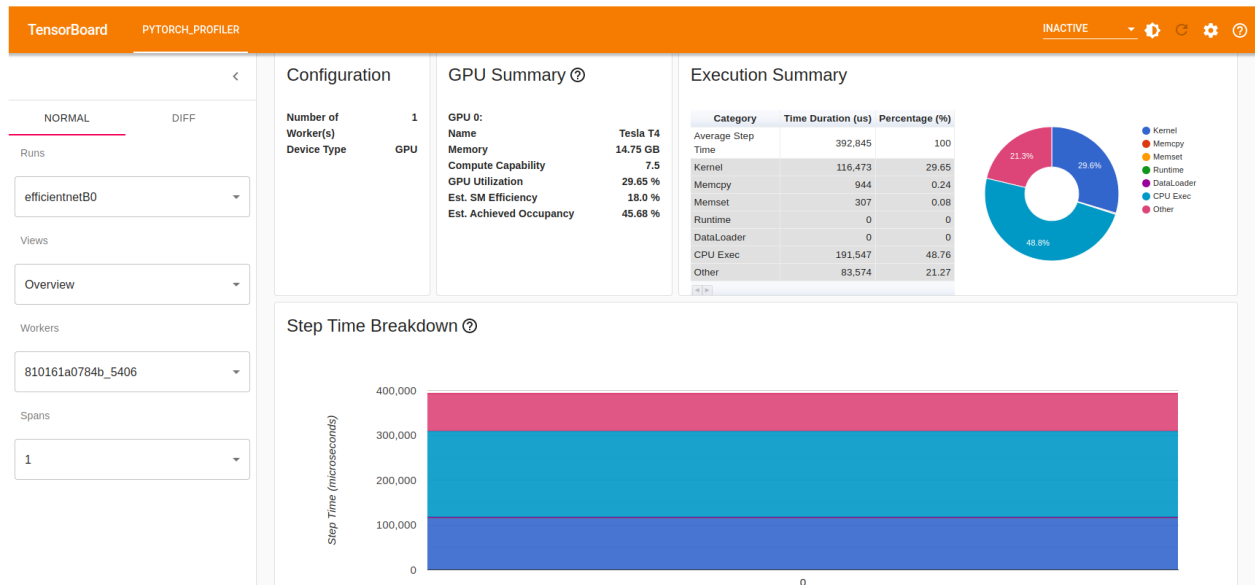 TensorBoard PYTORCH_PROFILER INACTIVE
NORMAL DIFF
Runs
efficientnetB0
Views
Overview
Workers
810161a0784b_5406
Spans
1
Configuration
Number of Worker(s) 1
Device Type GPU
GPU Summary
GPU 0:
Name Tesla T4
Memory 14.75 GB
Compute Capability 7.5
GPU Utilization 29.65 %
Est. SM Efficiency 18.0 %
Est. Achieved Occupancy 45.68 %
Execution Summary
Category Time Duration (us) Percentage (%)
Average Step Time 392,845 100
Kernel 116,473 29.65
Memcpy 944 0.24
Memset 307 0.08
Runtime 0 0
DataLoader 0 0
CPU Exec 191,547 48.76
Other 83,574 21.27
21.3%
29.6%
48.8%
Kernel
Memcpy
Memset
Runtime
DataLoader
CPU Exec
Other
Step Time Breakdown
Step Time (microseconds)
400,000
300,000
200,000
100,000
0
0